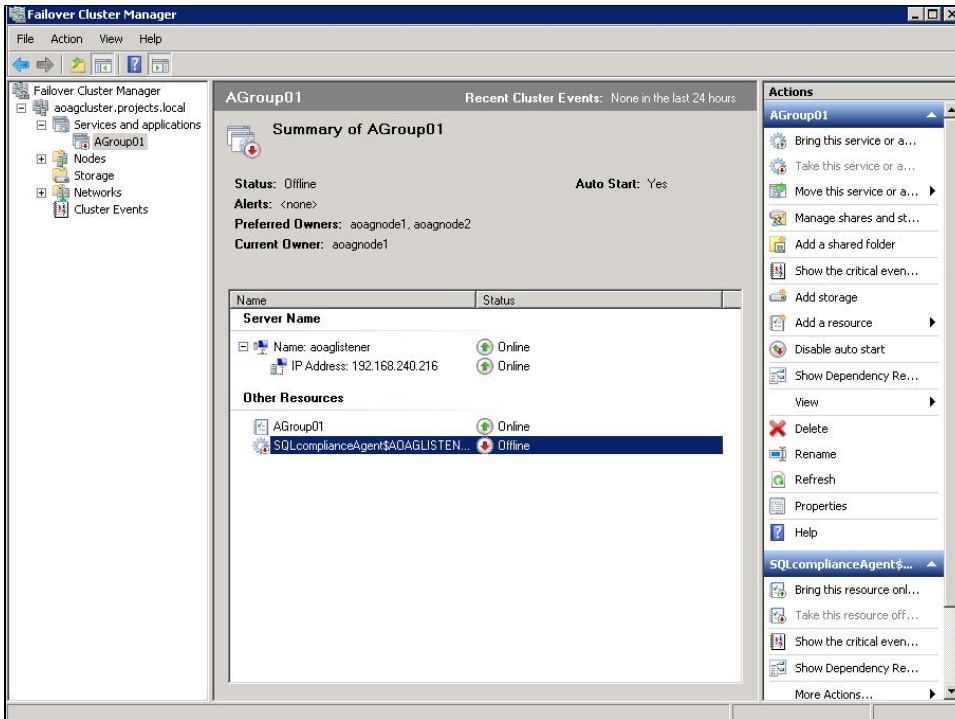 Failover Cluster Manager
File Action View Help
Failover Cluster Manager
aoagcluster.projects.local
Services and applications
AGroup01
Nodes
Storage
Networks
Cluster Events
AGroup01 Recent Cluster Events: None in the last 24 hours
Summary of AGroup01
Status: Offline Auto Start: Yes
Alerts: <none>
Preferred Owners: aoagnode1, aoagnode2
Current Owner: aoagnode1
Name Status
Server Name
Name: aoaglistener Online
IP Address: 192.168.240.216 Online
Other Resources
AGroup01 Online
SQLcomplianceAgent$AOAGLISTEN... Offline
Actions
AGroup01
Bring this service or a...
Take this service or a...
Move this service or a...
Manage shares and st...
Add a shared folder
Show the critical even...
Add storage
Add a resource
Disable auto start
Show Dependency Re...
View
Delete
Rename
Refresh
Properties
Help
SQLcomplianceAgent$...
Bring this resource onl...
Take this resource off...
Show the critical even...
Show Dependency Re...
More Actions...